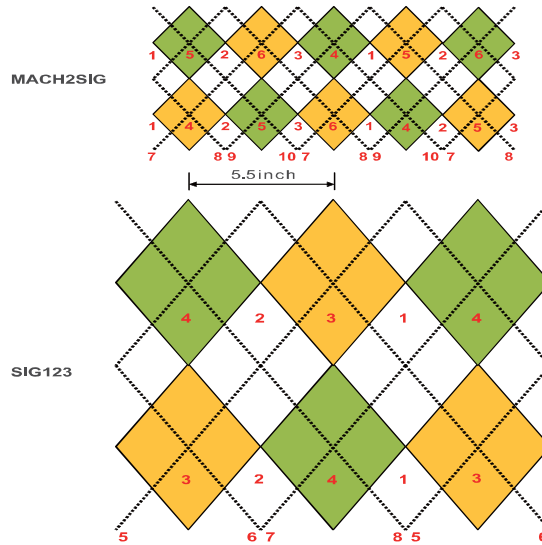 1 5 2 6 3 4 1 5 2 6 3
MACH2SIG
1 4 2 5 3 6 1 4 2 5 3
7 8 9 10 7 8 9 10 7 8
5.5inch
4 2 3 1 4
SIG123
3 2 4 1 3
5 6 7 8 5 6